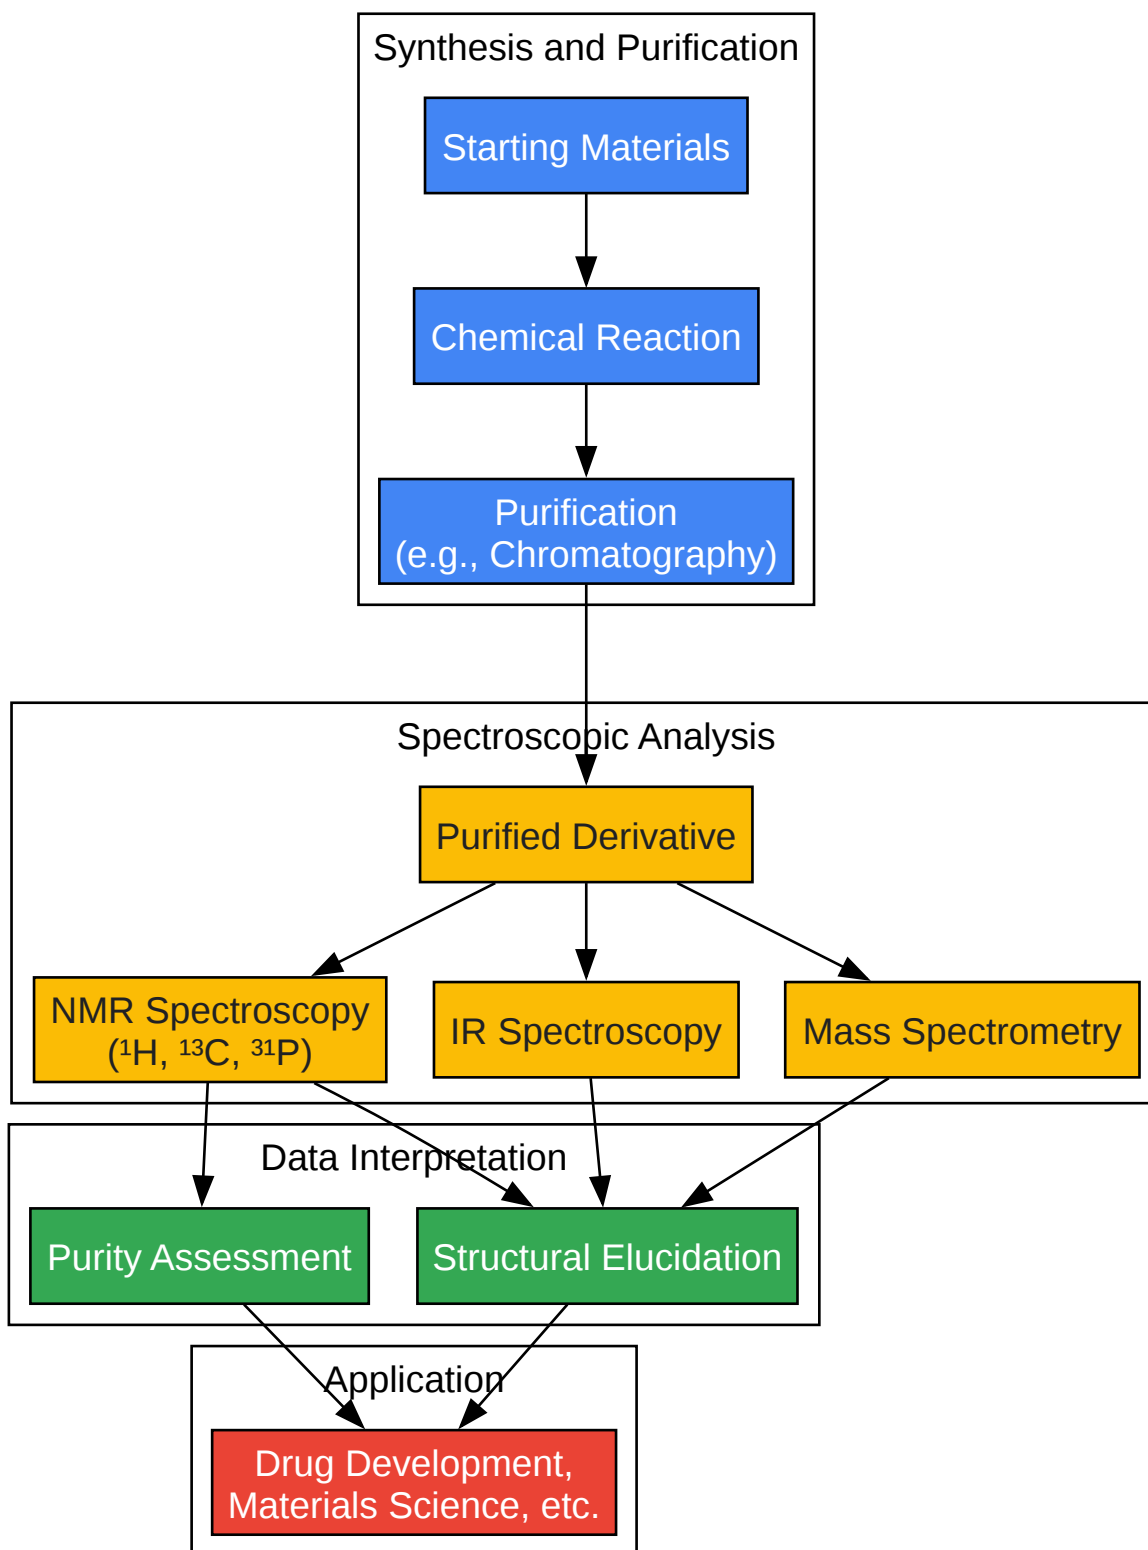 Synthesis and Purification
Starting Materials
Chemical Reaction
Purification
(e.g., Chromatography)
Spectroscopic Analysis
Purified Derivative
NMR Spectroscopy
(¹H, ¹³C, ³¹P)
IR Spectroscopy
Mass Spectrometry
Data Interpretation
Purity Assessment
Structural Elucidation
Application
Drug Development,
Materials Science, etc.